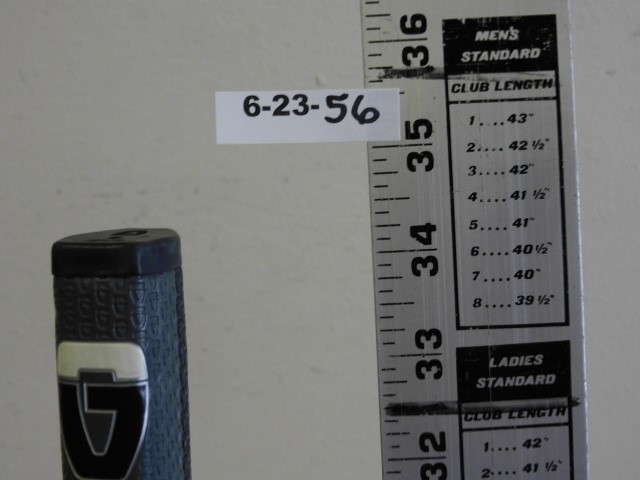 6-23-56
36
35
34
33
32
MEN'S
STANDARD
CLUB LENGTH
1....43"
2....42 ½"
3....42"
4....41 ½"
5....41"
6....40½"
7....40"
8....39 ½"
LADIES
STANDARD
CLUB LENGTH
1....42"
2....41 ½"
G